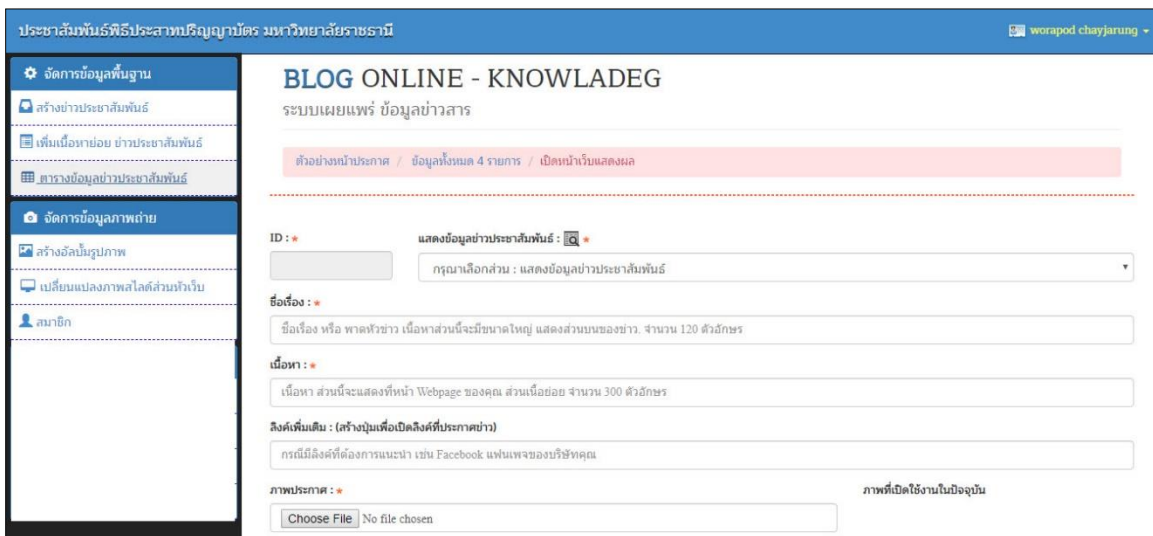 ประชาสัมพันธ์พิธีประสาทปริญญาบัตร มหาวิทยาลัยราชธานี
worapod chayjarung
จัดการข้อมูลพื้นฐาน
สร้างข่าวประชาสัมพันธ์
เพิ่มเนื้อหาย่อย ข่าวประชาสัมพันธ์
ตารางข้อมูลข่าวประชาสัมพันธ์
จัดการข้อมูลภาพถ่าย
สร้างอัลบั้มรูปภาพ
เปลี่ยนแปลงภาพสไลด์ส่วนหัวเว็บ
สมาชิก
BLOG ONLINE - KNOWLADEG
ระบบเผยแพร่ ข้อมูลข่าวสาร
ตัวอย่างหน้าประกาศ / ข้อมูลทั้งหมด 4 รายการ / เปิดหน้าเว็บแสดงผล
ID : * แสดงข้อมูลข่าวประชาสัมพันธ์ : *
กรุณาเลือกส่วน : แสดงข้อมูลข่าวประชาสัมพันธ์
ชื่อเรื่อง : *
ชื่อเรื่อง หรือ พาดหัวข่าว เนื้อหาส่วนนี้จะมีขนาดใหญ่ แสดงส่วนบนของข่าว. จำนวน 120 ตัวอักษร
เนื้อหา : *
เนื้อหา ส่วนนี้จะแสดงที่หน้า Webpage ของคุณ ส่วนเนื้อย่อย จำนวน 300 ตัวอักษร
ลิงค์เพิ่มเติม : (สร้างปุ่มเพื่อเปิดลิงค์ที่ประกาศข่าว)
กรณีมีลิงค์ที่ต้องการแนะนำ เช่น Facebook แฟนเพจของบริษัทคุณ
ภาพประกาศ : * ภาพที่เปิดใช้งานในปัจจุบัน
Choose File No file chosen